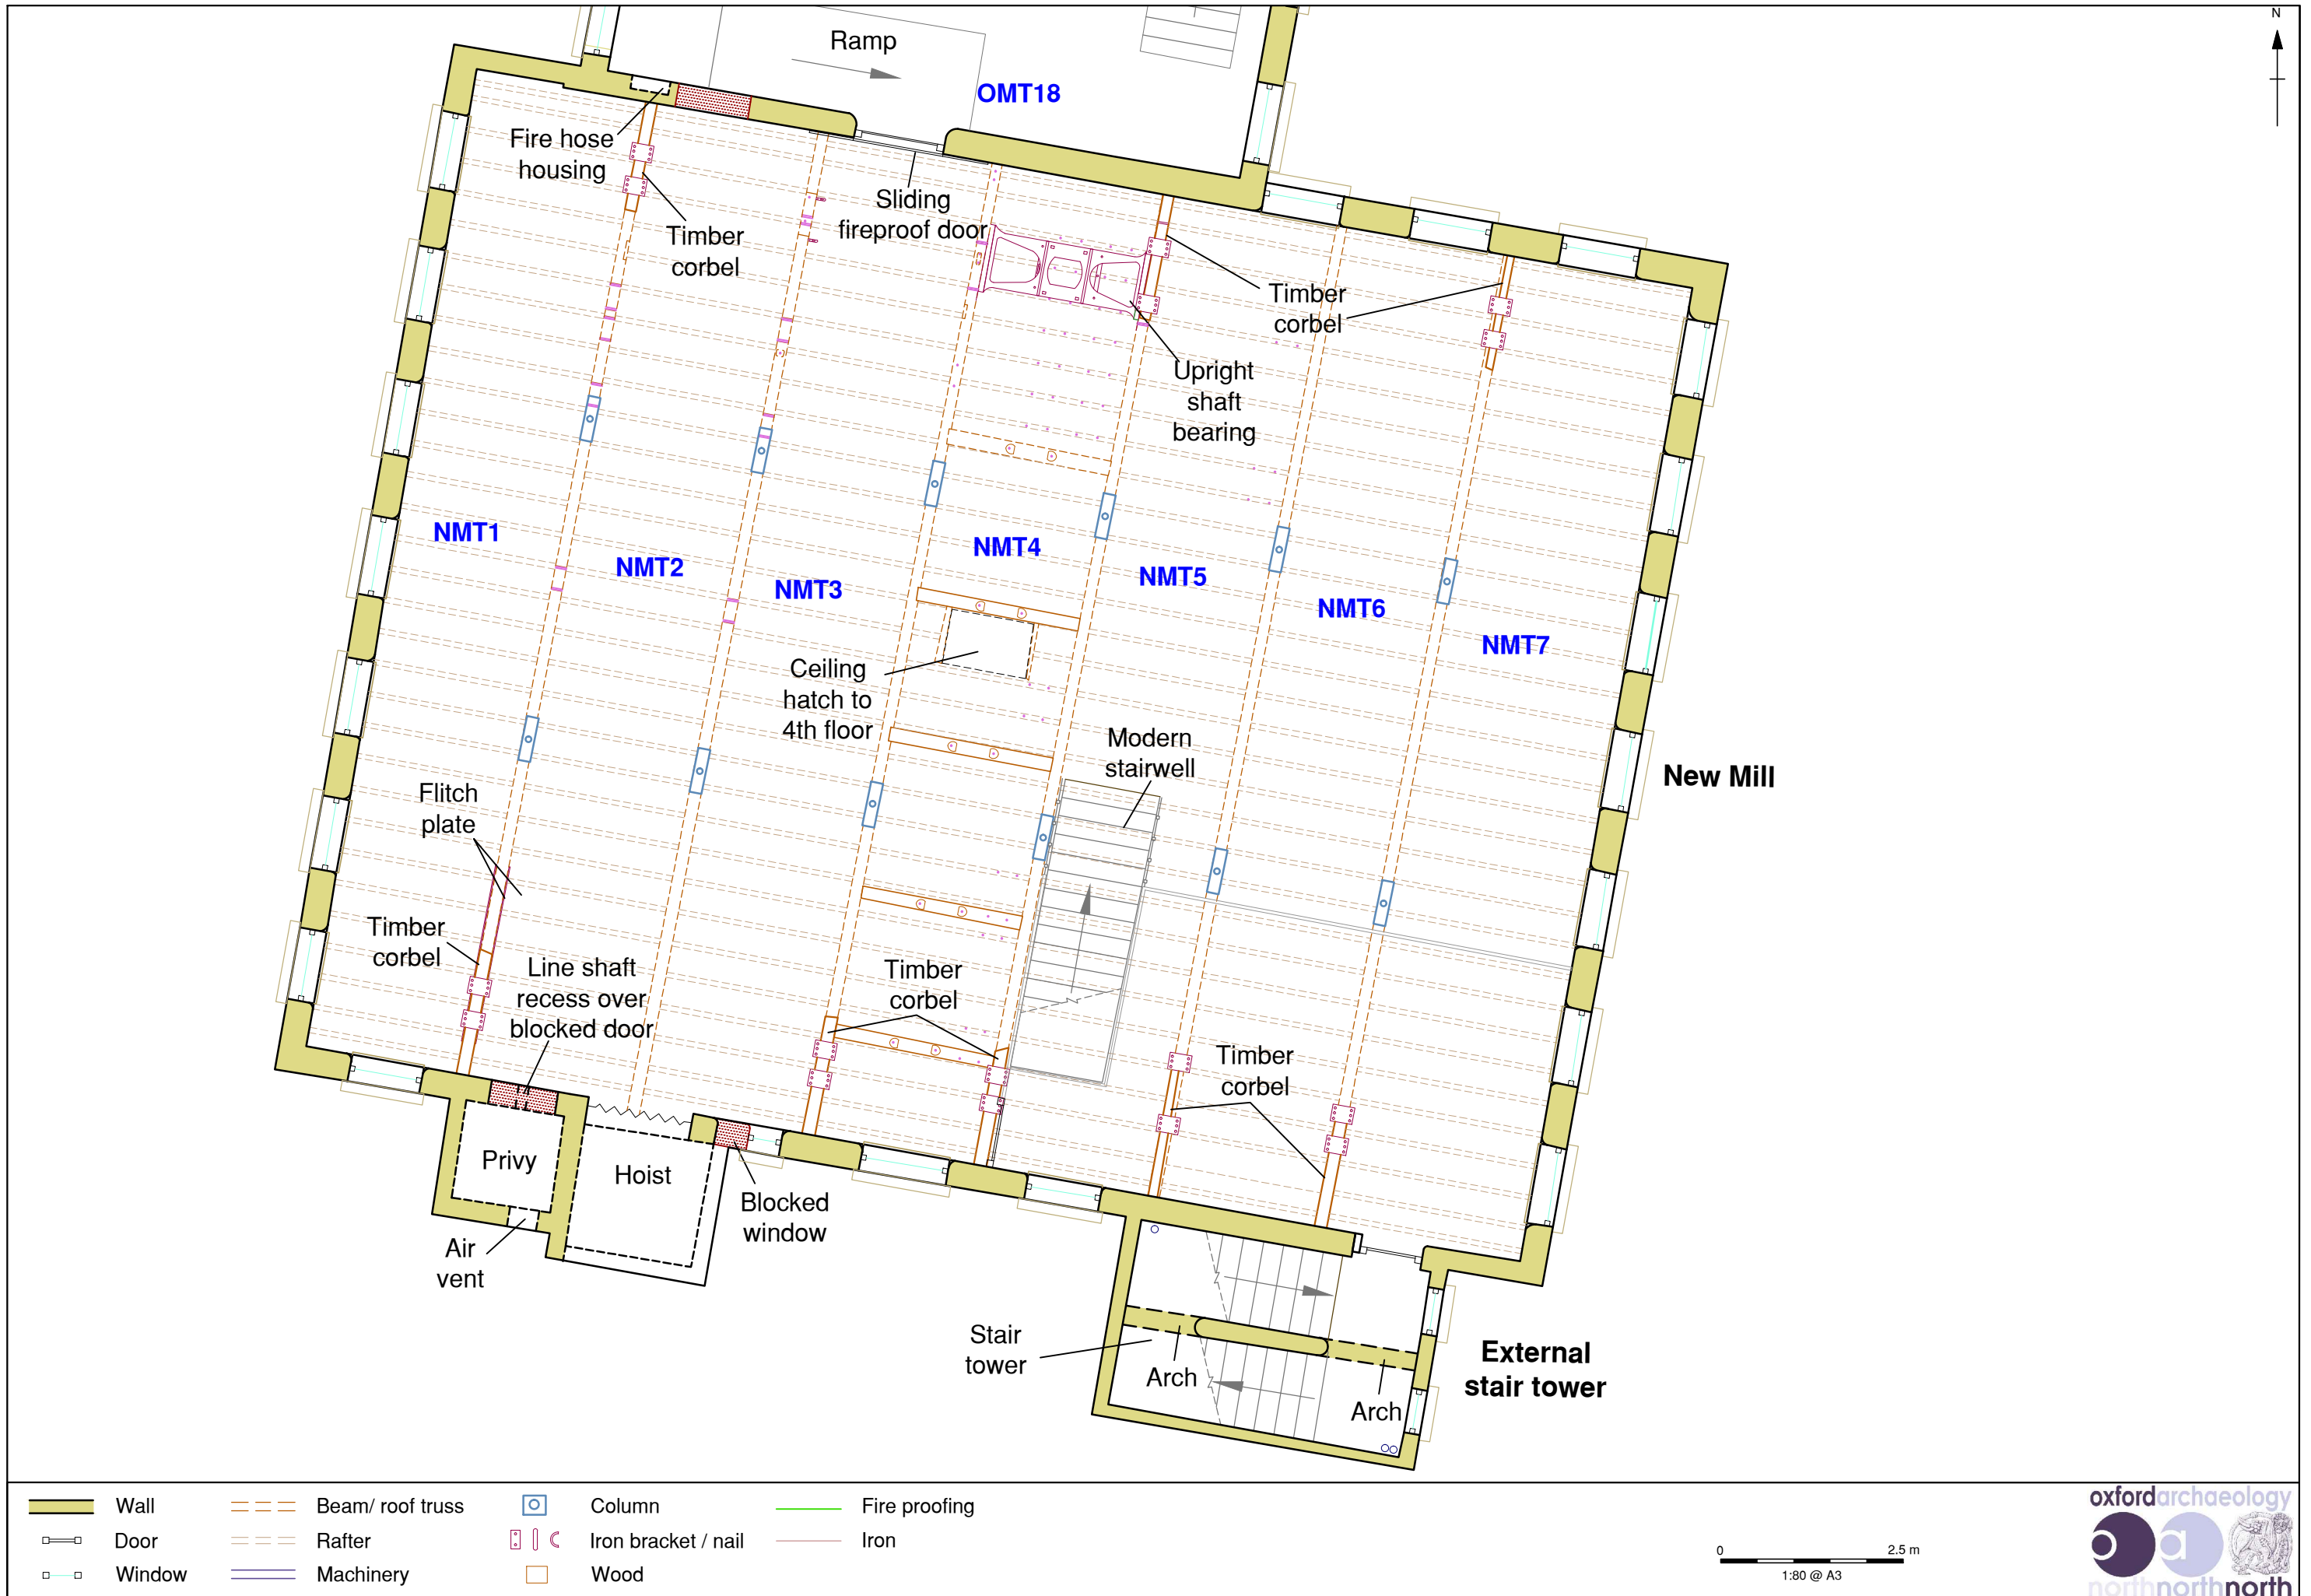 N
Ramp
OMT18
Fire hose
housing
Sliding
fireproof door
Timber
corbel
Timber
corbel
Upright
shaft
bearing
NMT1
NMT2
NMT3
NMT4
NMT5
NMT6
NMT7
Ceiling
hatch to
4th floor
Modern
stairwell
New Mill
Flitch
plate
Timber
corbel
Line shaft
recess over
blocked door
Timber
corbel
Timber
corbel
Privy
Hoist
Blocked
window
Air
vent
Stair
tower
Arch
Arch
External
stair tower
Wall
Door
Window
Beam/ roof truss
Rafter
Machinery
Column
Iron bracket / nail
Wood
Fire proofing
Iron
0 2.5 m
1:80 @ A3
oxfordarchaeology
oa
northnorthnorth